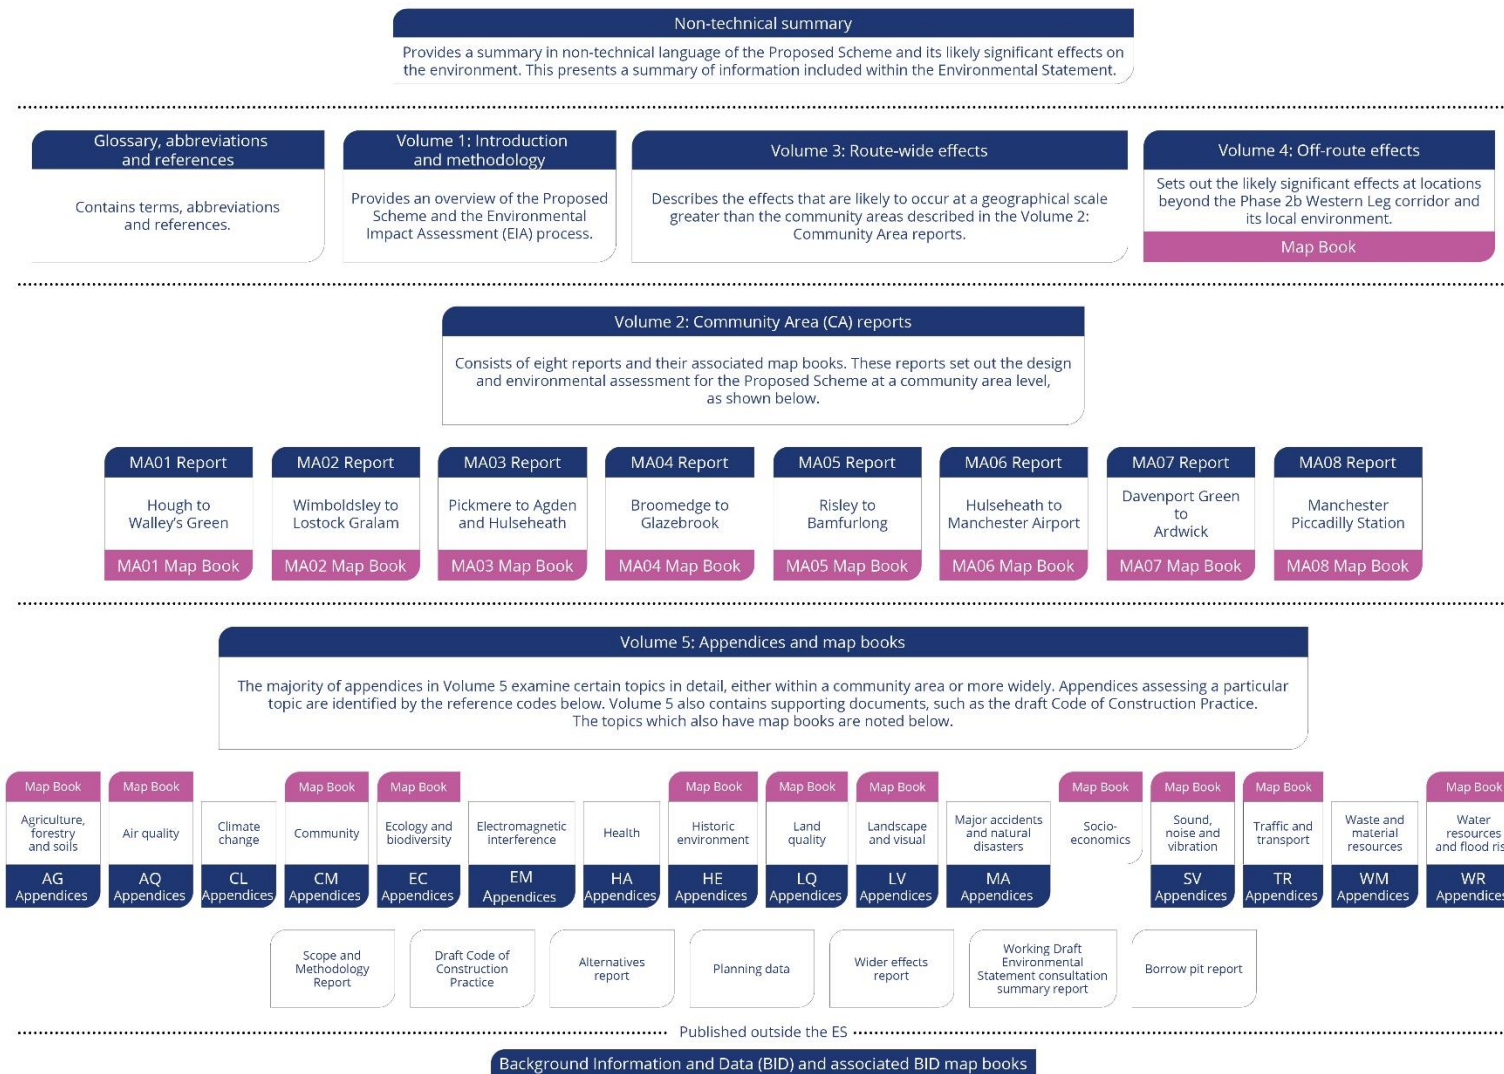 Non-technical summary
Provides a summary in non-technical language of the Proposed Scheme and its likely significant effects on
the environment. This presents a summary of information included within the Environmental Statement.
Glossary, abbreviations
and references
Contains terms, abbreviations
and references.
Volume 1: Introduction
and methodology
Provides an overview of the Proposed
Scheme and the Environmental
Impact Assessment (EIA) process.
Volume 3: Route-wide effects
Describes the effects that are likely to occur at a geographical scale
greater than the community areas described in the Volume 2:
Community Area reports.
Volume 4: Off-route effects
Sets out the likely significant effects at locations
beyond the Phase 2b Western Leg corridor and
its local environment.
Map Book
Volume 2: Community Area (CA) reports
Consists of eight reports and their associated map books. These reports set out the design
and environmental assessment for the Proposed Scheme at a community area level,
as shown below.
MA01 Report
Hough to
Walley's Green
MA01 Map Book
MA02 Report
Wimboldsley to
Lostock Gralam
MA02 Map Book
MA03 Report
Pickmere to Agden
and Hulseheath
MA03 Map Book
MA04 Report
Broomedge to
Glazebrook
MA04 Map Book
MA05 Report
Risley to
Bamfurlong
MA05 Map Book
MA06 Report
Hulseheath to
Manchester Airport
MA06 Map Book
MA07 Report
Davenport Green
to
Ardwick
MA07 Map Book
MA08 Report
Manchester
Piccadilly Station
MA08 Map Book
Volume 5: Appendices and map books
The majority of appendices in Volume 5 examine certain topics in detail, either within a community area or more widely. Appendices assessing a particular
topic are identified by the reference codes below. Volume 5 also contains supporting documents, such as the draft Code of Construction Practice.
The topics which also have map books are noted below.
Map Book
Agriculture,
forestry
and soils
AG
Appendices
Map Book
Air quality
AQ
Appendices
Climate
change
CL
Appendices
Map Book
Community
CM
Appendices
Map Book
Ecology and
biodiversity
EC
Appendices
Electromagnetic
interference
EM
Appendices
Health
HA
Appendices
Map Book
Historic
environment
HE
Appendices
Map Book
Land
quality
LQ
Appendices
Map Book
Landscape
and visual
LV
Appendices
Major accidents
and natural
disasters
MA
Appendices
Map Book
Socio-
economics
Map Book
Sound,
noise and
vibration
SV
Appendices
Map Book
Traffic and
transport
TR
Appendices
Waste and
material
resources
WM
Appendices
Map Book
Water
resources
and flood ris
WR
Appendices
Scope and
Methodology
Report
Draft Code of
Construction
Practice
Alternatives
report
Planning data
Wider effects
report
Working Draft
Environmental
Statement consultation
summary report
Borrow pit report
Published outside the ES
Background Information and Data (BID) and associated BID map books